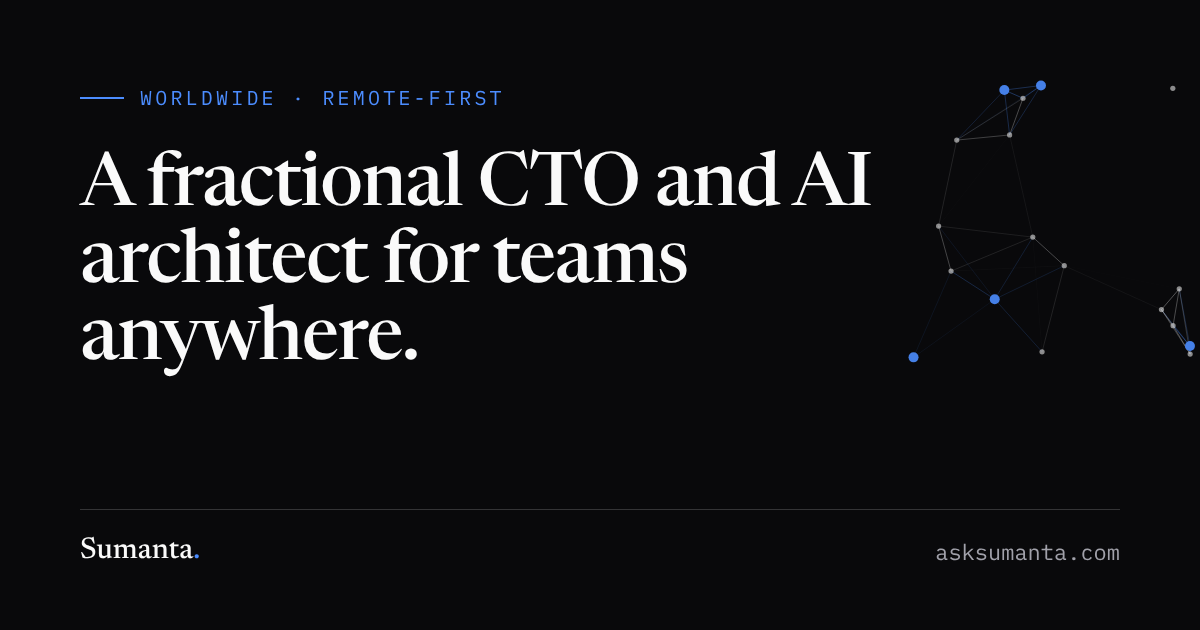 WORLDWIDE · REMOTE-FIRST
A fractional CTO and AI
architect for teams
anywhere.
Sumanta.
asksumanta.com